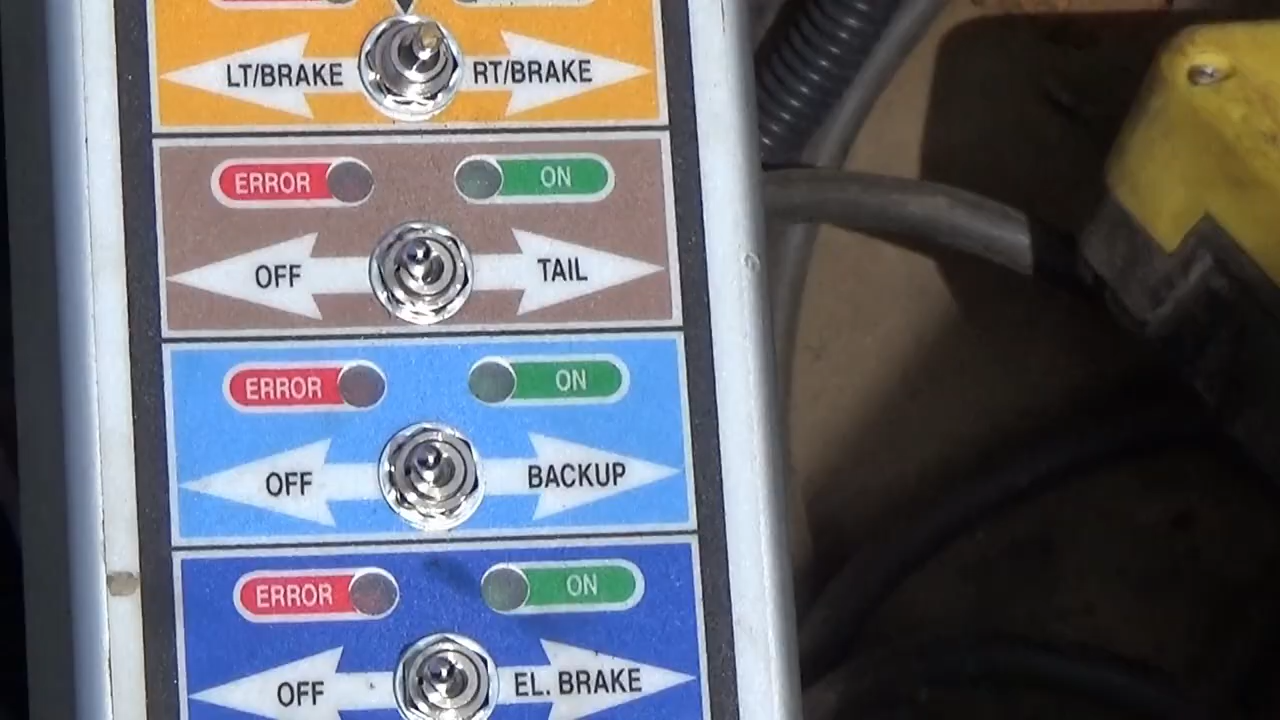 LT/BRAKE RT/BRAKE
ERROR ON
OFF TAIL
ERROR ON
OFF BACKUP
ERROR ON
OFF EL. BRAKE